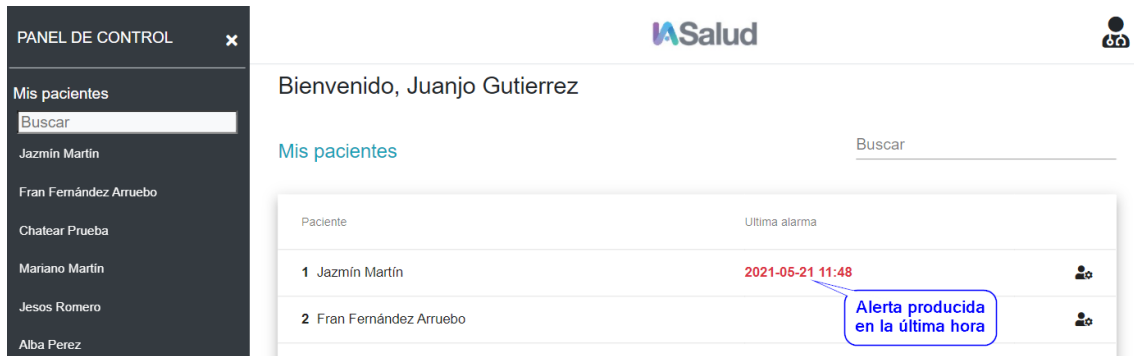 PANEL DE CONTROL ×
Mis pacientes
Buscar
Jazmín Martín
Fran Fernández Arruebo
Chatear Prueba
Mariano Martín
Jesos Romero
Alba Perez
IASalud
Bienvenido, Juanjo Gutierrez
Mis pacientes
Buscar
Paciente Ultima alarma
1 Jazmín Martín 2021-05-21 11:48
2 Fran Fernández Arruebo
Alerta producida
en la última hora